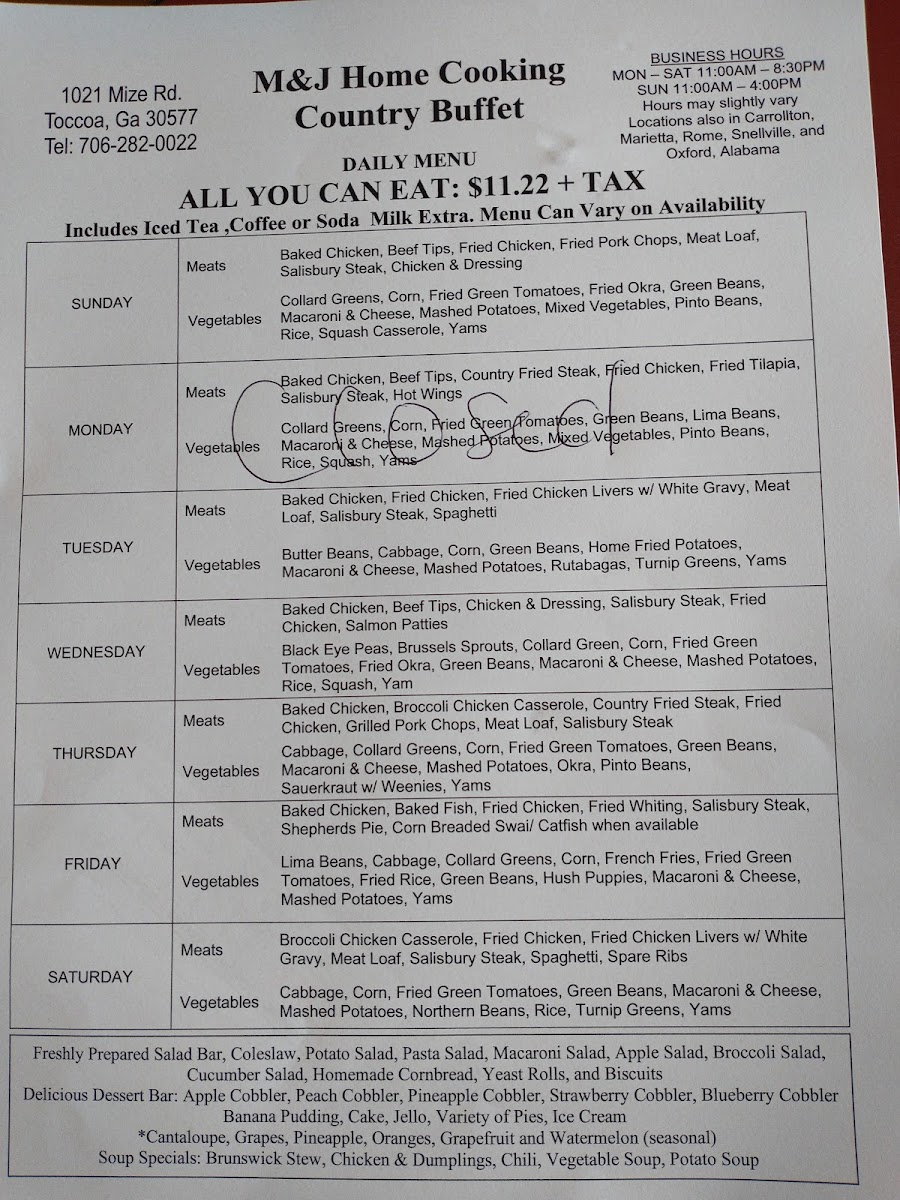 1021 Mize Rd.
Toccoa, Ga 30577
Tel: 706-282-0022
M&J Home Cooking
Country Buffet
BUSINESS HOURS
MON – SAT 11:00AM – 8:30PM
SUN 11:00AM – 4:00PM
Hours may slightly vary
Locations also in Carrollton,
Marietta, Rome, Snellville, and
Oxford, Alabama
DAILY MENU
ALL YOU CAN EAT: $11.22 + TAX
Includes Iced Tea ,Coffee or Soda Milk Extra. Menu Can Vary on Availability
SUNDAY
Meats
Baked Chicken, Beef Tips, Fried Chicken, Fried Pork Chops, Meat Loaf,
Salisbury Steak, Chicken & Dressing
Vegetables
Collard Greens, Corn, Fried Green Tomatoes, Fried Okra, Green Beans,
Macaroni & Cheese, Mashed Potatoes, Mixed Vegetables, Pinto Beans,
Rice, Squash Casserole, Yams
MONDAY
Meats
Baked Chicken, Beef Tips, Country Fried Steak, Fried Chicken, Fried Tilapia,
Salisbury Steak, Hot Wings
Vegetables
Collard Greens, Corn, Fried Green Tomatoes, Green Beans, Lima Beans,
Macaroni & Cheese, Mashed Potatoes, Mixed Vegetables, Pinto Beans,
Rice, Squash, Yams
Closed
TUESDAY
Meats
Baked Chicken, Fried Chicken, Fried Chicken Livers w/ White Gravy, Meat
Loaf, Salisbury Steak, Spaghetti
Vegetables
Butter Beans, Cabbage, Corn, Green Beans, Home Fried Potatoes,
Macaroni & Cheese, Mashed Potatoes, Rutabagas, Turnip Greens, Yams
WEDNESDAY
Meats
Baked Chicken, Beef Tips, Chicken & Dressing, Salisbury Steak, Fried
Chicken, Salmon Patties
Vegetables
Black Eye Peas, Brussels Sprouts, Collard Green, Corn, Fried Green
Tomatoes, Fried Okra, Green Beans, Macaroni & Cheese, Mashed Potatoes,
Rice, Squash, Yam
THURSDAY
Meats
Baked Chicken, Broccoli Chicken Casserole, Country Fried Steak, Fried
Chicken, Grilled Pork Chops, Meat Loaf, Salisbury Steak
Vegetables
Cabbage, Collard Greens, Corn, Fried Green Tomatoes, Green Beans,
Macaroni & Cheese, Mashed Potatoes, Okra, Pinto Beans,
Sauerkraut w/ Weenies, Yams
FRIDAY
Meats
Baked Chicken, Baked Fish, Fried Chicken, Fried Whiting, Salisbury Steak,
Shepherds Pie, Corn Breaded Swai/ Catfish when available
Vegetables
Lima Beans, Cabbage, Collard Greens, Corn, French Fries, Fried Green
Tomatoes, Fried Rice, Green Beans, Hush Puppies, Macaroni & Cheese,
Mashed Potatoes, Yams
SATURDAY
Meats
Broccoli Chicken Casserole, Fried Chicken, Fried Chicken Livers w/ White
Gravy, Meat Loaf, Salisbury Steak, Spaghetti, Spare Ribs
Vegetables
Cabbage, Corn, Fried Green Tomatoes, Green Beans, Macaroni & Cheese,
Mashed Potatoes, Northern Beans, Rice, Turnip Greens, Yams
Freshly Prepared Salad Bar, Coleslaw, Potato Salad, Pasta Salad, Macaroni Salad, Apple Salad, Broccoli Salad,
Cucumber Salad, Homemade Cornbread, Yeast Rolls, and Biscuits
Delicious Dessert Bar: Apple Cobbler, Peach Cobbler, Pineapple Cobbler, Strawberry Cobbler, Blueberry Cobbler
Banana Pudding, Cake, Jello, Variety of Pies, Ice Cream
*Cantaloupe, Grapes, Pineapple, Oranges, Grapefruit and Watermelon (seasonal)
Soup Specials: Brunswick Stew, Chicken & Dumplings, Chili, Vegetable Soup, Potato Soup